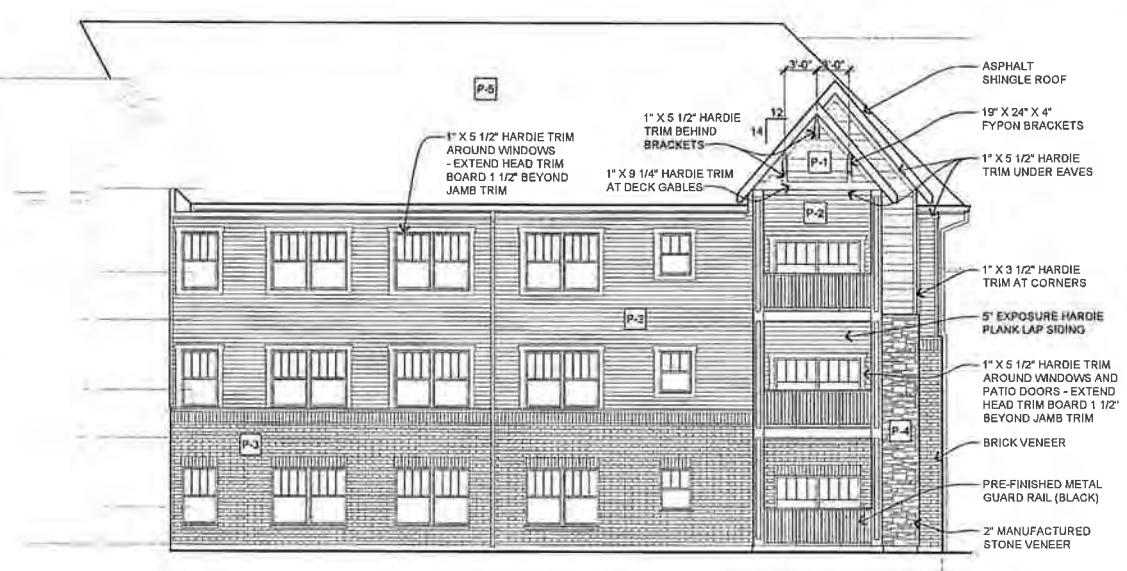 3'-0" 3'-0"
ASPHALT
SHINGLE ROOF
P-5
12
14
19" X 24" X 4"
FYPON BRACKETS
1" X 5 1/2" HARDIE
TRIM BEHIND
BRACKETS
1" X 5 1/2" HARDIE TRIM
AROUND WINDOWS
- EXTEND HEAD TRIM
BOARD 1 1/2" BEYOND
JAMB TRIM
P-1
1" X 5 1/2" HARDIE
TRIM UNDER EAVES
1" X 9 1/4" HARDIE TRIM
AT DECK GABLES
P-2
1" X 3 1/2" HARDIE
TRIM AT CORNERS
P-2
5" EXPOSURE HARDIE
PLANK LAP SIDING
1" X 5 1/2" HARDIE TRIM
AROUND WINDOWS AND
PATIO DOORS - EXTEND
HEAD TRIM BOARD 1 1/2"
BEYOND JAMB TRIM
P-3
P-4
BRICK VENEER
PRE-FINISHED METAL
GUARD RAIL (BLACK)
2" MANUFACTURED
STONE VENEER